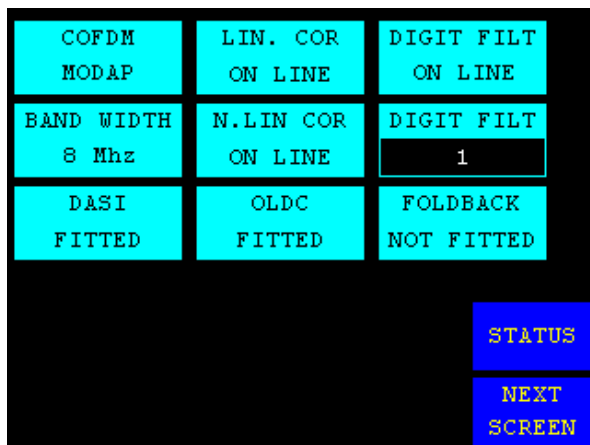 COFDM LIN. COR DIGIT FILT
MODAP ON LINE ON LINE
BAND WIDTH N.LIN COR DIGIT FILT
8 Mhz ON LINE 1
DASI OLDC FOLDBACK
FITTED FITTED NOT FITTED
STATUS
NEXT
SCREEN